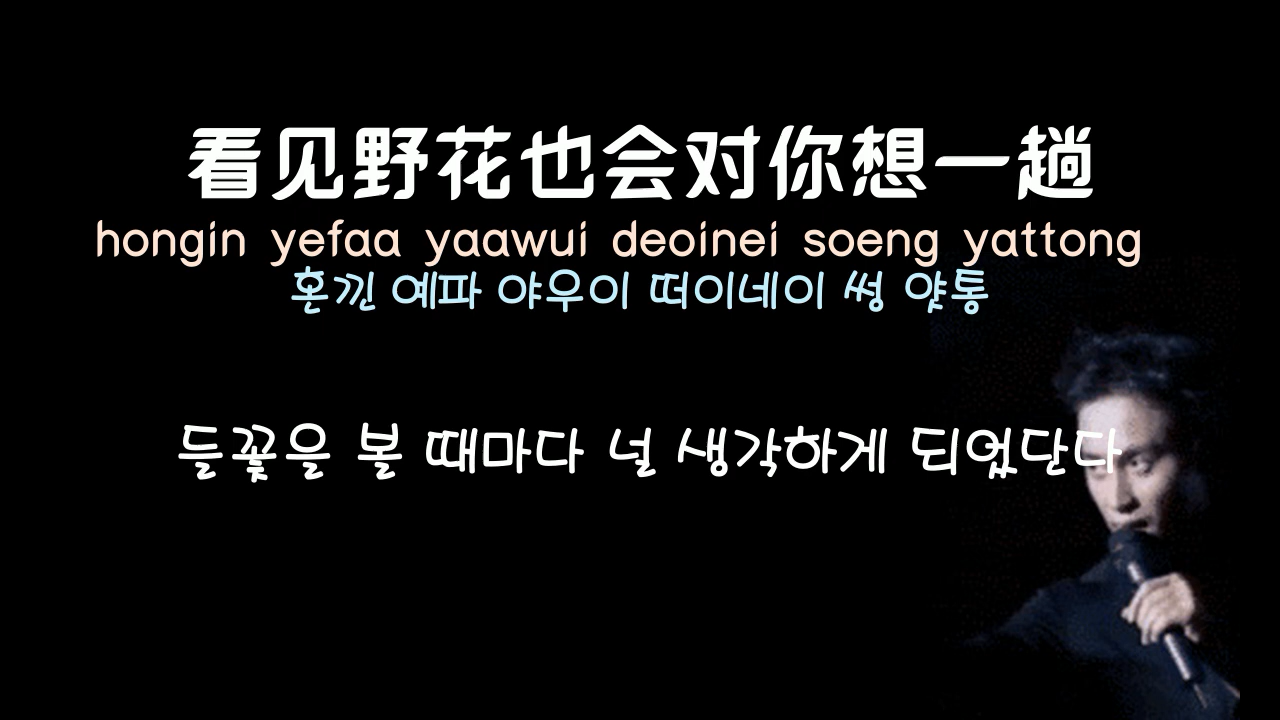 看见野花也会对你想一趟
hongin yefaa yaawui deoinei soeng yattong
혼낀 예파 야우이 떠이네이 썽 얏통
들꽃을 볼 때마다 널 생각하게 되었단다